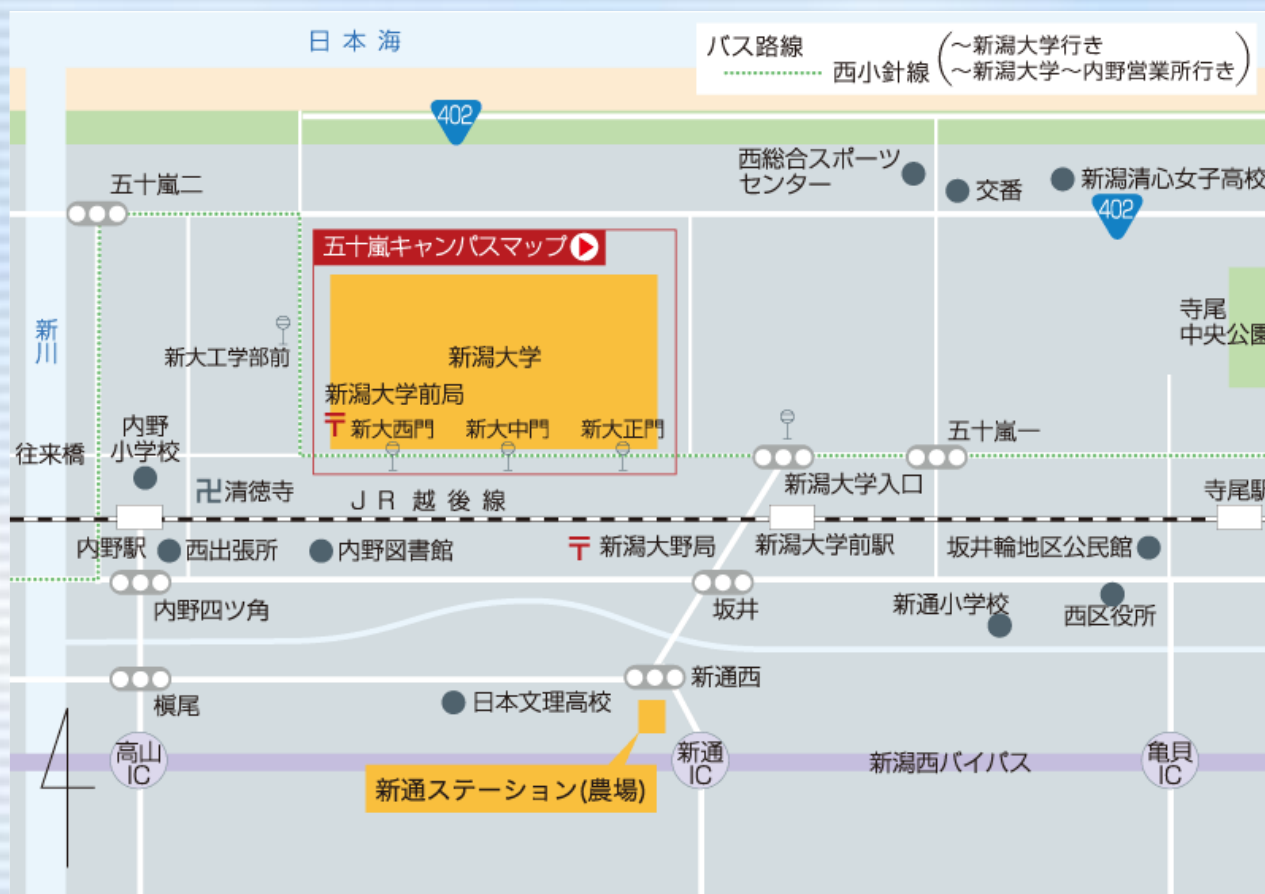 日本海
バス路線
西小針線
～新潟大学行き
～新潟大学～内野営業所行き
402
西総合スポーツ
センター
交番
新潟清心女子高校
402
五十嵐二
五十嵐キャンパスマップ
新川
新大工学部前
新潟大学
新潟大学前局
〒
新大西門
新大中門
新大正門
寺尾
中央公園
往来橋
内野
小学校
五十嵐一
新潟大学入口
卍清徳寺
JR越後線
寺尾駅
内野駅
西出張所
内野図書館
〒
新潟大野局
新潟大学前駅
坂井輪地区公民館
内野四ツ角
坂井
新通小学校
西区役所
槇尾
日本文理高校
新通西
高山
IC
新通
IC
新潟西バイパス
亀貝
IC
新通ステーション(農場)